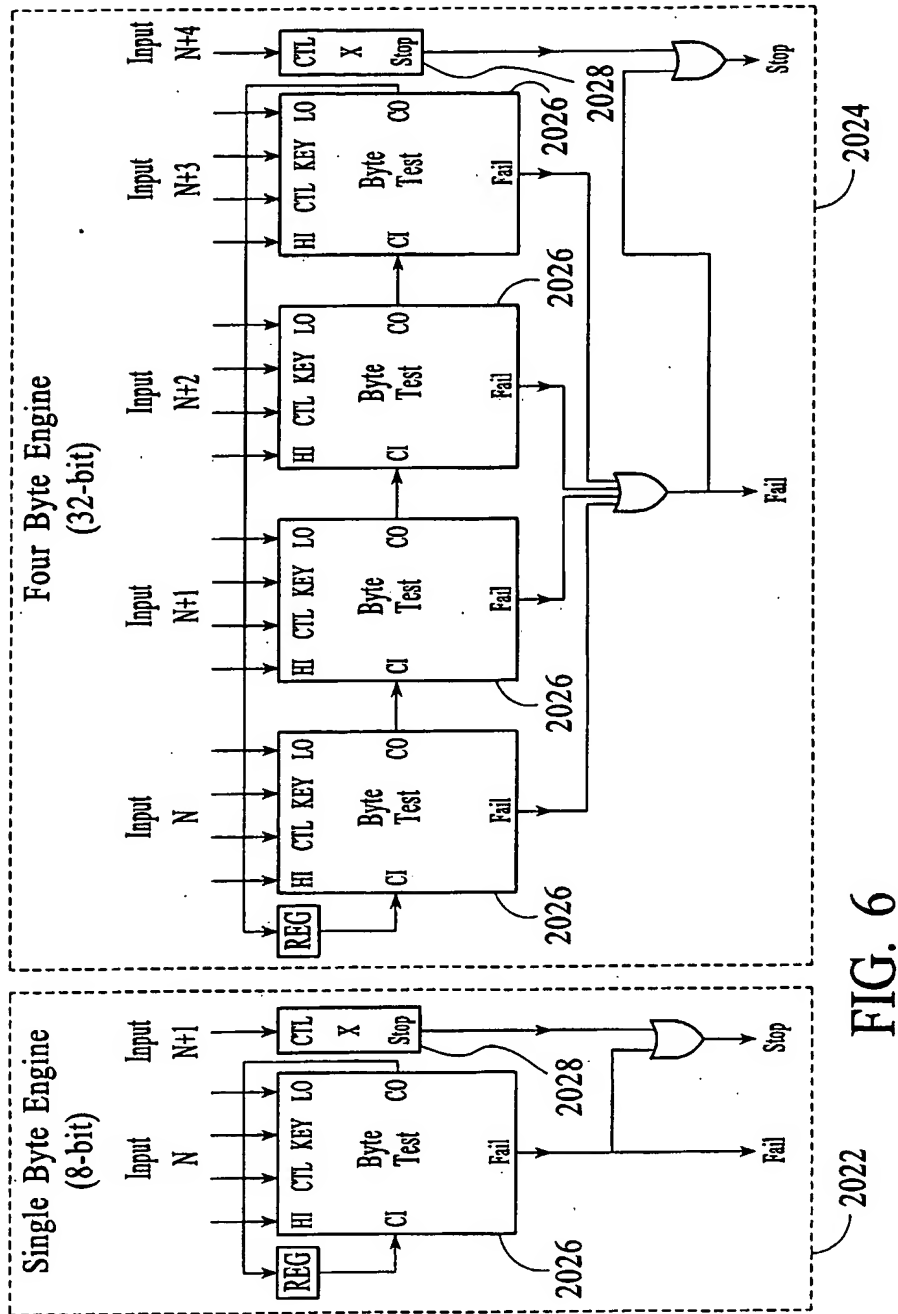 Single Byte Engine
(8-bit)
Input
N
Input
N+1
HI CTL KEY LO
CTL
X
Stop
REG
CI
Byte
Test
CO
Fail
2026
2028
Fail
Stop
2022
Four Byte Engine
(32-bit)
Input
N
Input
N+1
Input
N+2
Input
N+3
Input
N+4
HI CTL KEY LO
HI CTL KEY LO
HI CTL KEY LO
HI CTL KEY LO
CTL
X
Stop
REG
CI
Byte
Test
CO
Fail
2026
CI
Byte
Test
CO
Fail
2026
CI
Byte
Test
CO
Fail
2026
CI
Byte
Test
CO
Fail
2026
2028
Fail
Stop
2024
FIG. 6